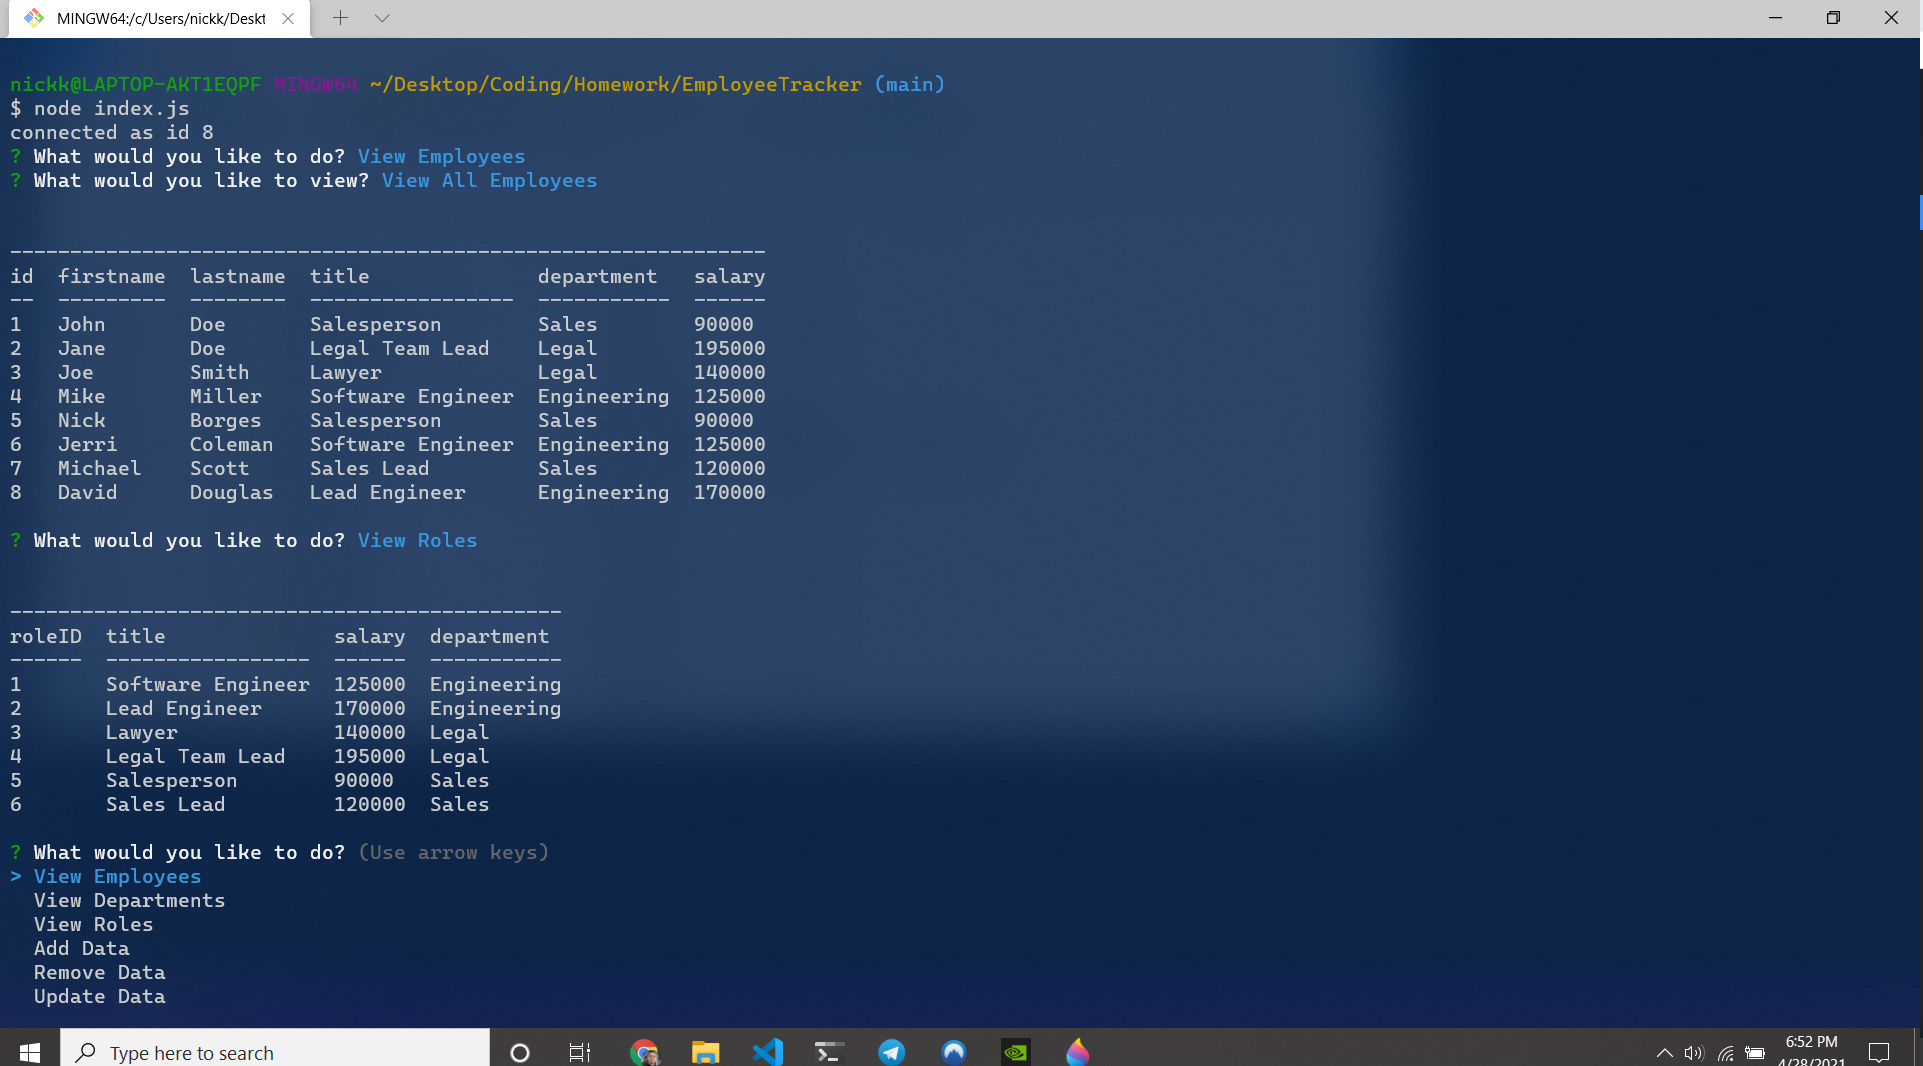 MINGW64:/c/Users/nickk/Deskt
nickk@LAPTOP-AKT1EQPF MINGW64 ~/Desktop/Coding/Homework/EmployeeTracker (main)
$ node index.js
connected as id 8
? What would you like to do? View Employees
? What would you like to view? View All Employees
---------------------------------------------------------------
id  firstname  lastname  title              department   salary
--  ---------  --------  -----------------  -----------  ------
1   John       Doe       Salesperson        Sales        90000
2   Jane       Doe       Legal Team Lead    Legal        195000
3   Joe        Smith     Lawyer             Legal        140000
4   Mike       Miller    Software Engineer  Engineering  125000
5   Nick       Borges    Salesperson        Sales        90000
6   Jerri      Coleman   Software Engineer  Engineering  125000
7   Michael    Scott     Sales Lead         Sales        120000
8   David      Douglas   Lead Engineer      Engineering  170000
? What would you like to do? View Roles
----------------------------------------------
roleID  title              salary  department
------  -----------------  ------  -----------
1       Software Engineer  125000  Engineering
2       Lead Engineer      170000  Engineering
3       Lawyer             140000  Legal
4       Legal Team Lead    195000  Legal
5       Salesperson        90000   Sales
6       Sales Lead         120000  Sales
? What would you like to do? (Use arrow keys)
> View Employees
  View Departments
  View Roles
  Add Data
  Remove Data
  Update Data
Type here to search
6:52 PM
4/28/2021